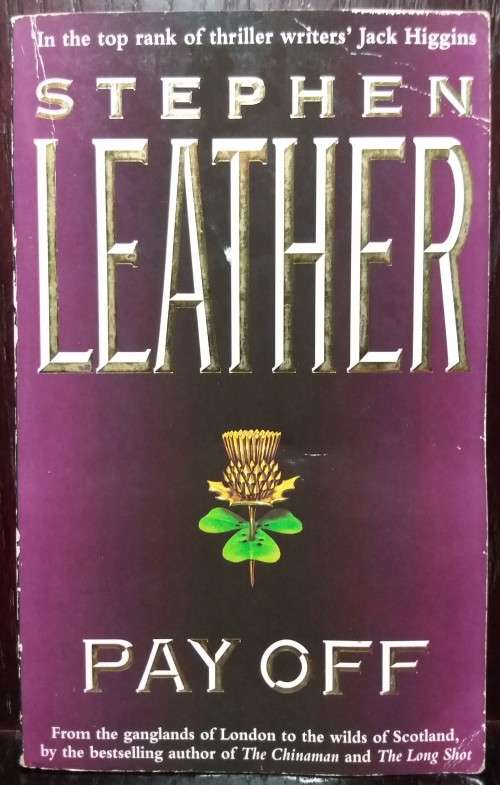 In the top rank of thriller writers' Jack Higgins
STEPHEN
LEATHER
PAY OFF
From the ganglands of London to the wilds of Scotland,
by the bestselling author of The Chinaman and The Long Shot